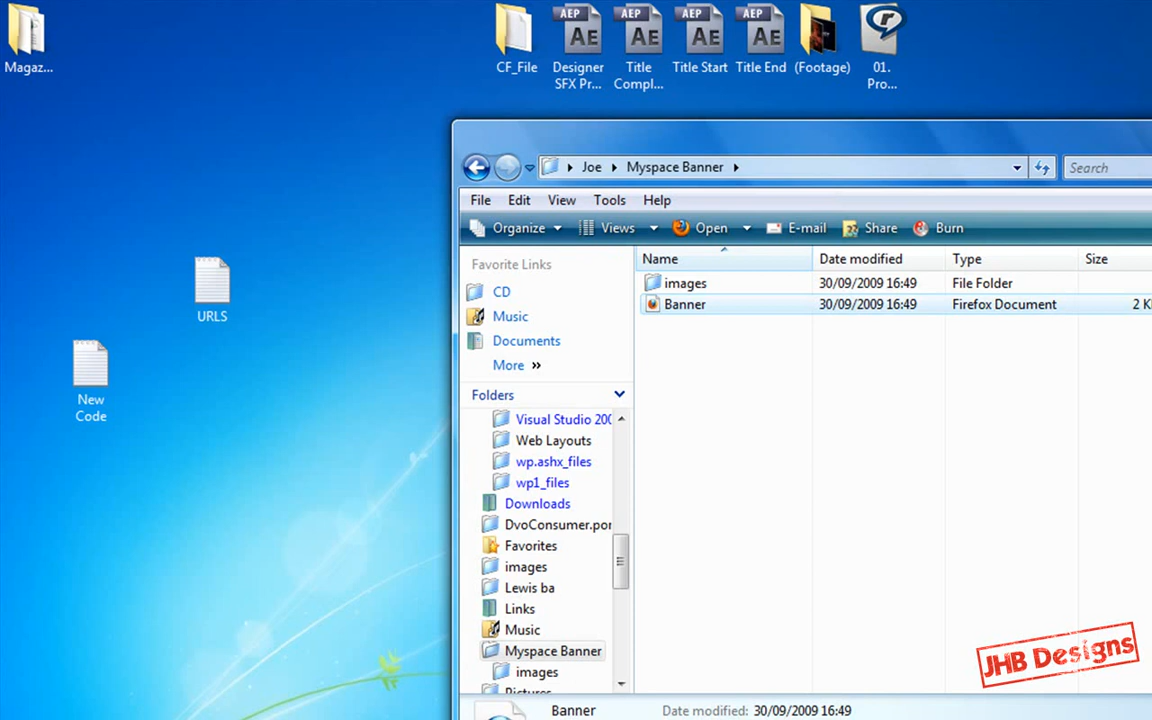 Magaz...
CF_File
AEP
AE
Designer
SFX Pr...
AEP
AE
Title
Compl...
AEP
AE
Title Start
AEP
AE
Title End
(Footage)
01.
Pro...
URLS
New
Code
Joe Myspace Banner
Search
File Edit View Tools Help
Organize Views Open E-mail Share Burn
Favorite Links
CD
Music
Documents
More »
Folders
Visual Studio 200
Web Layouts
wp.ashx_files
wp1_files
Downloads
DvoConsumer.por
Favorites
images
Lewis ba
Links
Music
Myspace Banner
images
Pictures
Name Date modified Type Size
images 30/09/2009 16:49 File Folder
Banner 30/09/2009 16:49 Firefox Document 2 K
JHB Designs
Banner Date modified: 30/09/2009 16:49